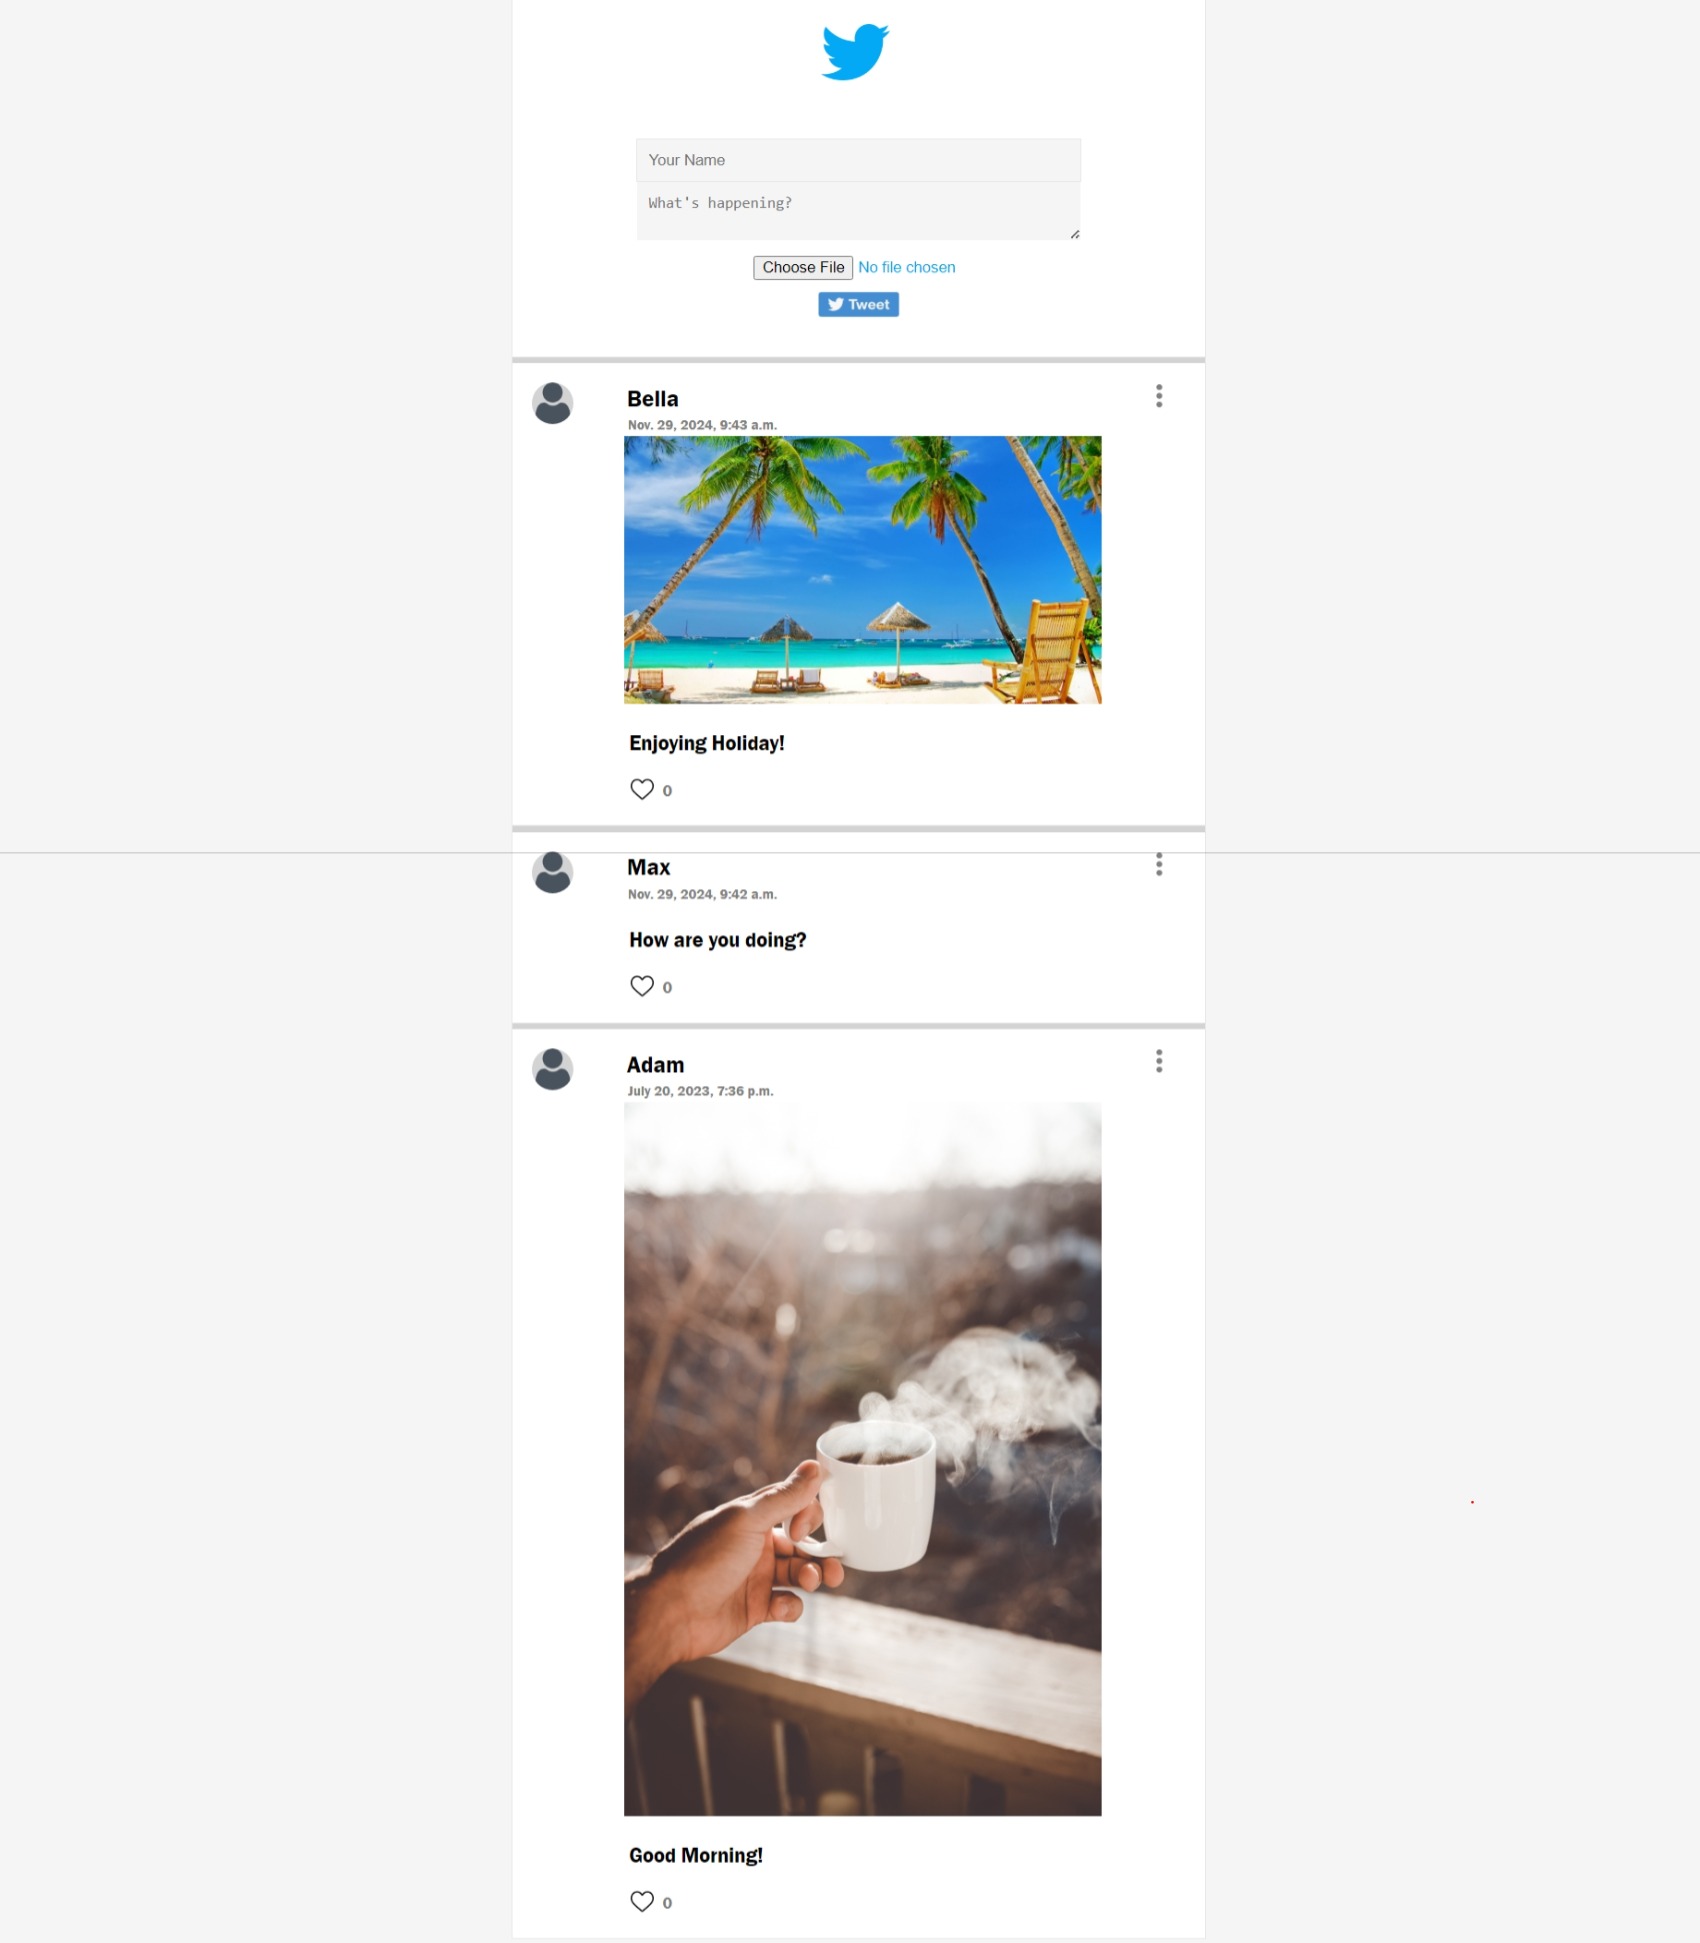 Your Name
What's happening?
Choose File No file chosen
Tweet
Bella
Nov. 29, 2024, 9:43 a.m.
Enjoying Holiday!
0
Max
Nov. 29, 2024, 9:42 a.m.
How are you doing?
0
Adam
July 20, 2023, 7:36 p.m.
Good Morning!
0